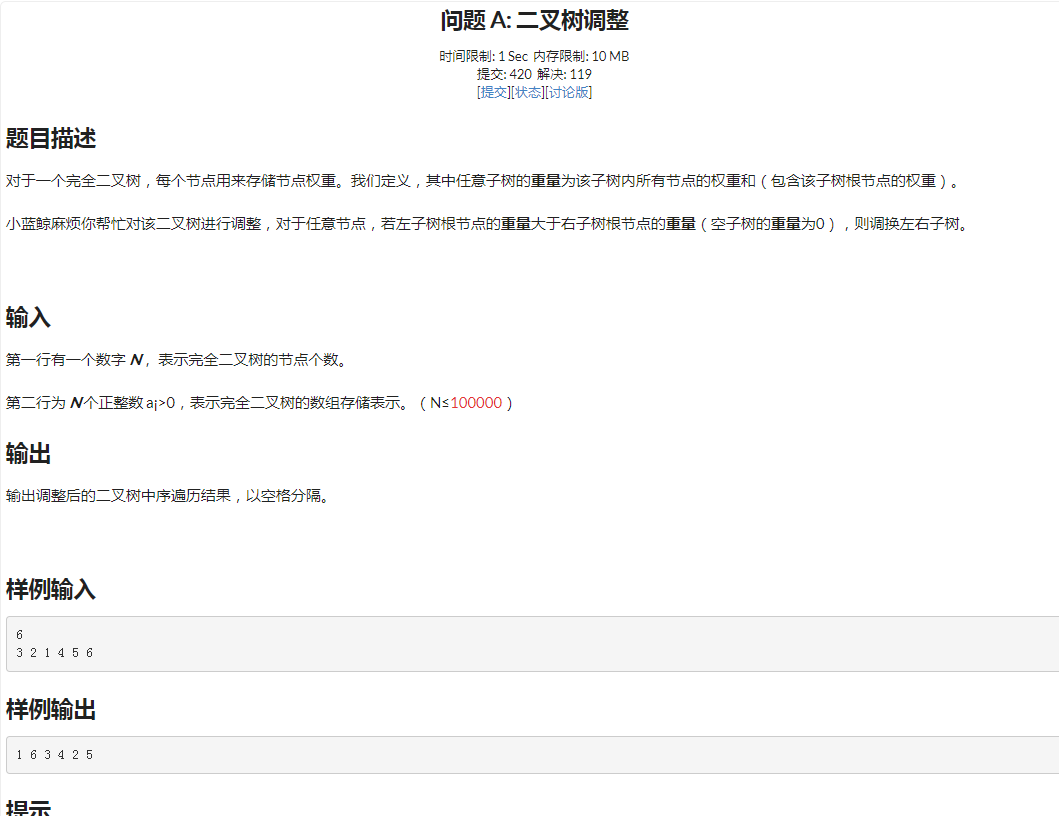 问题 A: 二叉树调整
时间限制: 1 Sec 内存限制: 10 MB
提交: 420 解决: 119
[提交][状态][讨论版]
题目描述
对于一个完全二叉树，每个节点用来存储节点权重。我们定义，其中任意子树的重量为该子树内所有节点的权重和（包含该子树根节点的权重）。
小蓝鲸麻烦你帮忙对该二叉树进行调整，对于任意节点，若左子树根节点的重量大于右子树根节点的重量（空子树的重量为0），则调换左右子树。
输入
第一行有一个数字 N，表示完全二叉树的节点个数。
第二行为 N个正整数 ai>0，表示完全二叉树的数组存储表示。（N≤100000）
输出
输出调整后的二叉树中序遍历结果，以空格分隔。
样例输入
6
3 2 1 4 5 6
样例输出
1 6 3 4 2 5
提示